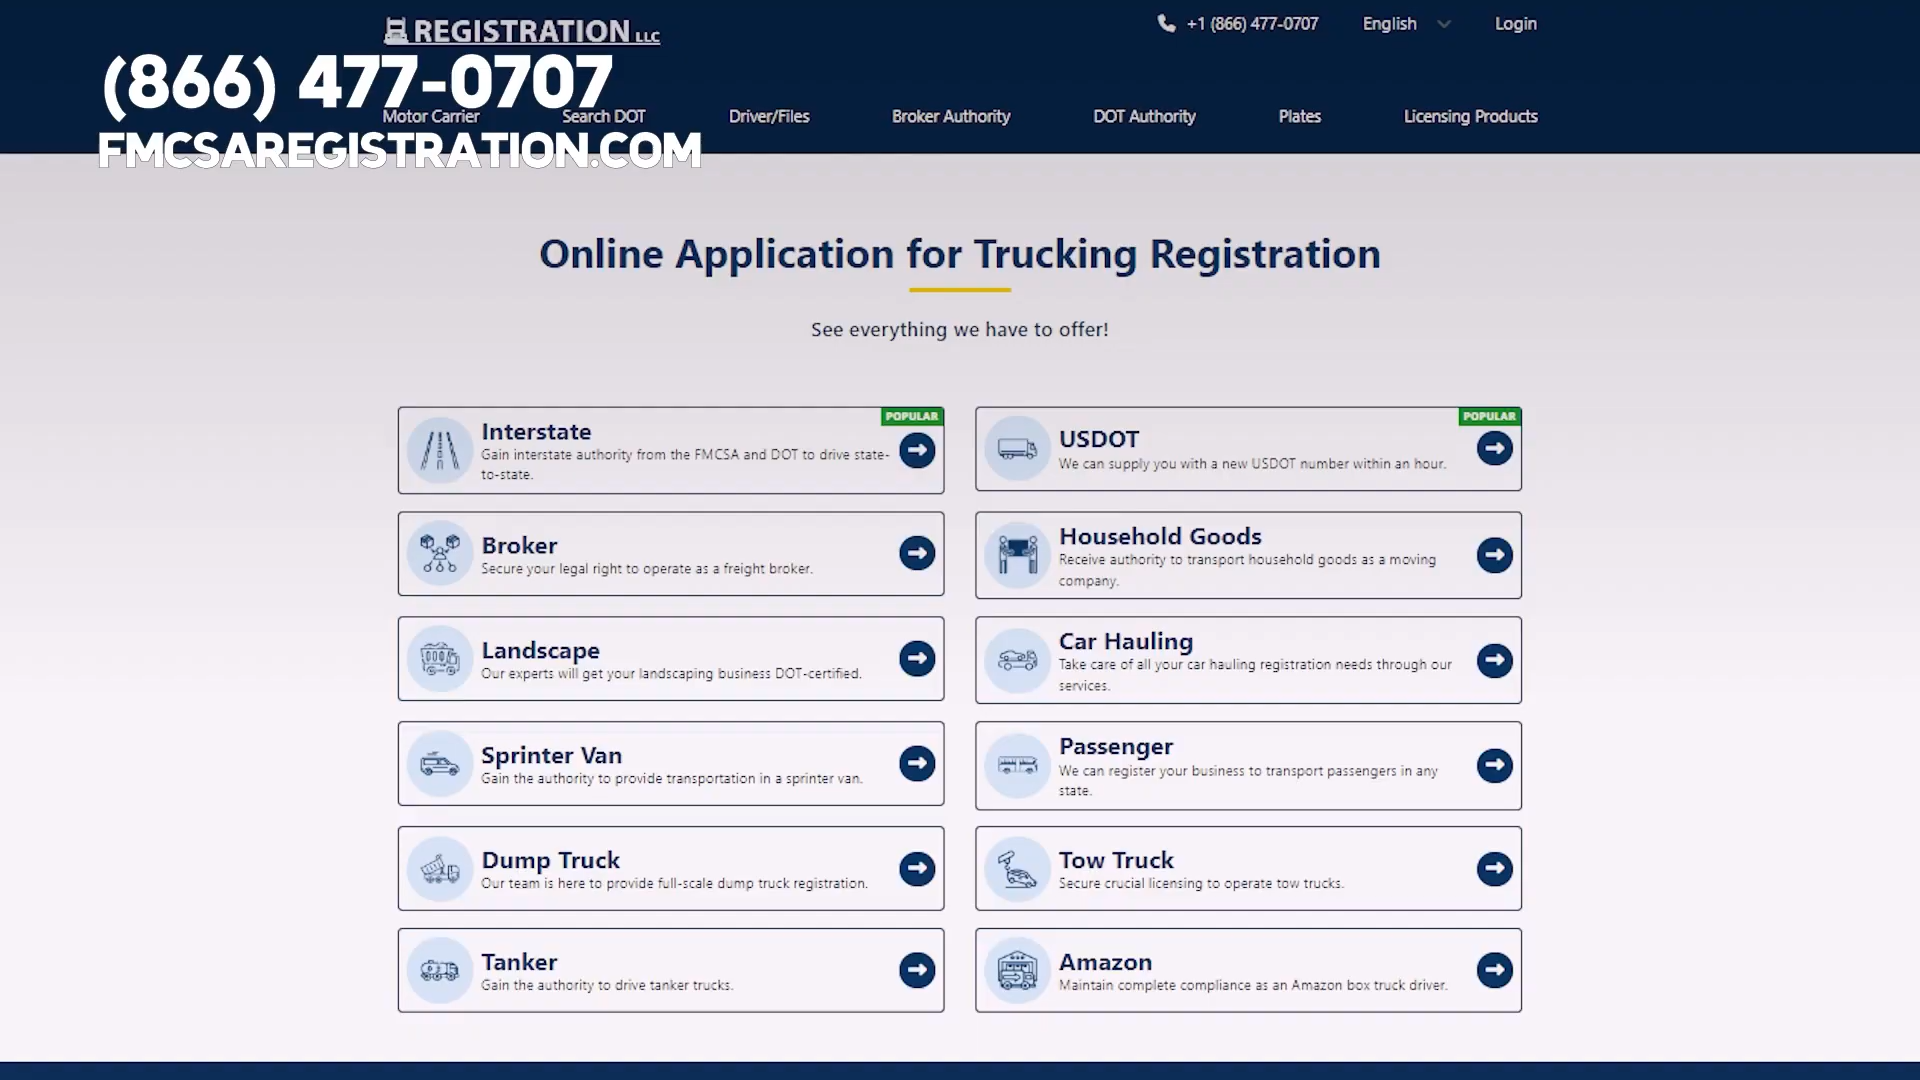 REGISTRATION LLC
+1 (866) 477-0707
English
Login
(866) 477-0707
Motor Carrier
Search DOT
Driver/Files
Broker Authority
DOT Authority
Plates
Licensing Products
FMCSAREGISTRATION.COM
Online Application for Trucking Registration
See everything we have to offer!
POPULAR
Interstate
Gain interstate authority from the FMCSA and DOT to drive state-
to-state.
POPULAR
USDOT
We can supply you with a new USDOT number within an hour.
Broker
Secure your legal right to operate as a freight broker.
Household Goods
Receive authority to transport household goods as a moving
company.
Landscape
Our experts will get your landscaping business DOT-certified.
Car Hauling
Take care of all your car hauling registration needs through our
services.
Sprinter Van
Gain the authority to provide transportation in a sprinter van.
Passenger
We can register your business to transport passengers in any
state.
Dump Truck
Our team is here to provide full-scale dump truck registration.
Tow Truck
Secure crucial licensing to operate tow trucks.
Tanker
Gain the authority to drive tanker trucks.
Amazon
Maintain complete compliance as an Amazon box truck driver.